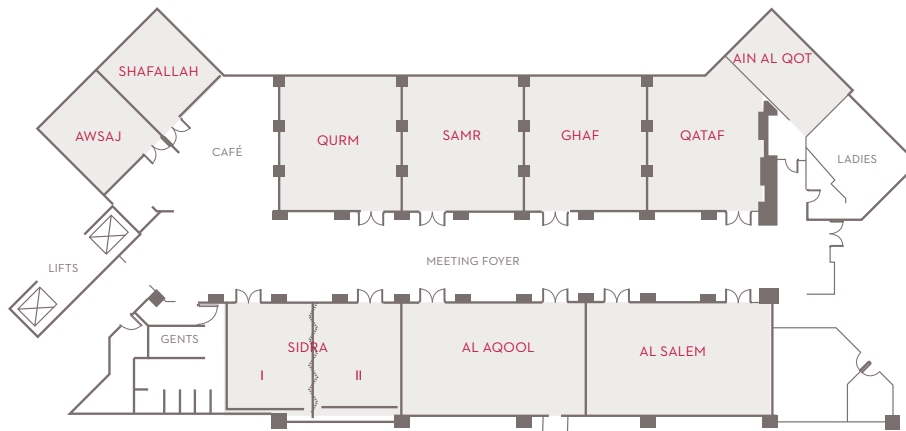 SHAFALLAH
AIN AL QOT
AWSAJ
CAFÉ
QURM
SAMR
GHAF
QATAF
LADIES
LIFTS
MEETING FOYER
GENTS
SIDRA
I
II
AL AQOOL
AL SALEM